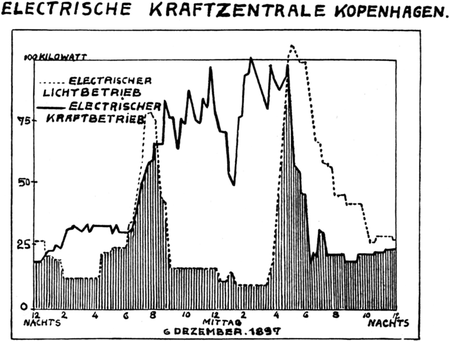 ELECTRISCHE KRAFTZENTRALE KOPENHAGEN.
100 KILOWATT
ELECTRISCHER
LICHTBETRIEB
ELECTRISCHER
KRAFTBETRIEB
75
50
25
0
12 2 4 6 8 10 12 2 4 6 8 10 12
NACHTS MITTAG NACHTS
6 DEZEMBER. 1897